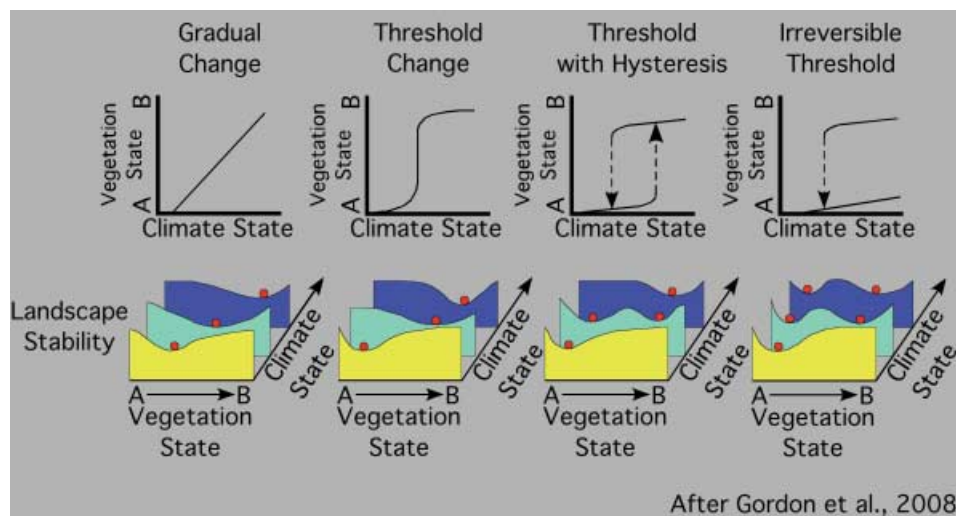 Gradual Change
Threshold Change
Threshold with Hysteresis
Irreversible Threshold
Vegetation State
A B
Climate State
Vegetation State
A B
Climate State
Vegetation State
A B
Climate State
Vegetation State
A B
Climate State
Landscape Stability
A B
Vegetation State
Climate State
A B
Vegetation State
Climate State
A B
Vegetation State
Climate State
A B
Vegetation State
Climate State
After Gordon et al., 2008